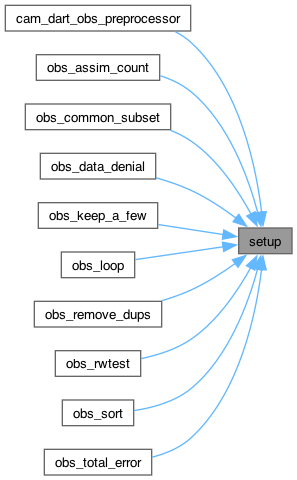 cam_dart_obs_preprocessor
obs_assim_count
obs_common_subset
obs_data_denial
obs_keep_a_few
setup
obs_loop
obs_remove_dups
obs_rwtest
obs_sort
obs_total_error